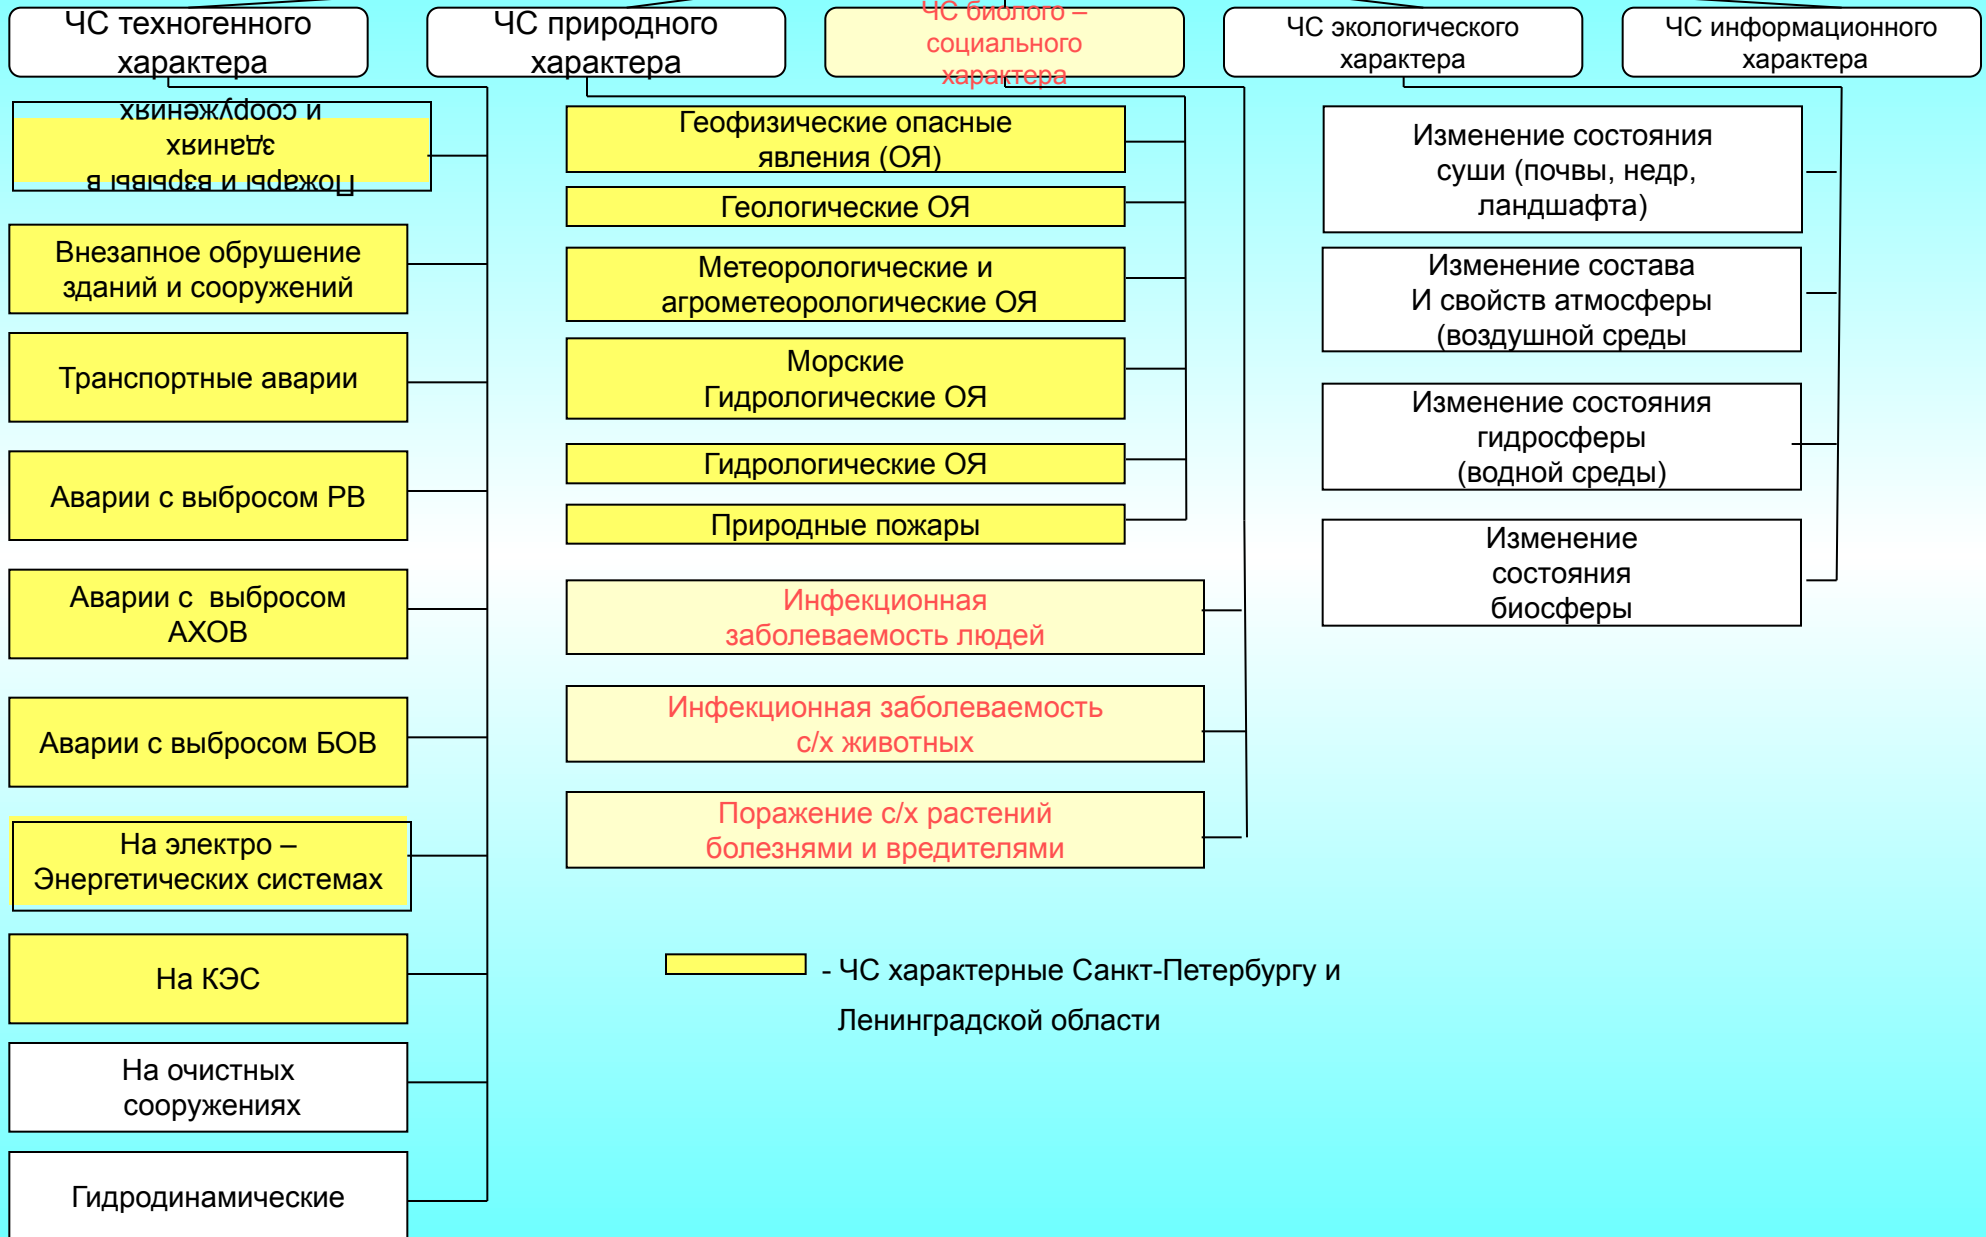 ЧС техногенного
характера
ЧС природного
характера
ЧС биолого –
социального
характера
ЧС экологического
характера
ЧС информационного
характера
Пожары и взрывы в
зданиях
и сооружениях
Внезапное обрушение
зданий и сооружений
Транспортные аварии
Аварии с выбросом РВ
Аварии с выбросом
АХОВ
Аварии с выбросом БОВ
На электро –
Энергетических системах
На КЭС
На очистных
сооружениях
Гидродинамические
Геофизические опасные
явления (ОЯ)
Геологические ОЯ
Метеорологические и
агрометеорологические ОЯ
Морские
Гидрологические ОЯ
Гидрологические ОЯ
Природные пожары
Инфекционная
заболеваемость людей
Инфекционная заболеваемость
с/х животных
Поражение с/х растений
болезнями и вредителями
Изменение состояния
суши (почвы, недр,
ландшафта)
Изменение состава
И свойств атмосферы
(воздушной среды
Изменение состояния
гидросферы
(водной среды)
Изменение
состояния
биосферы
- ЧС характерные Санкт-Петербургу и
Ленинградской области